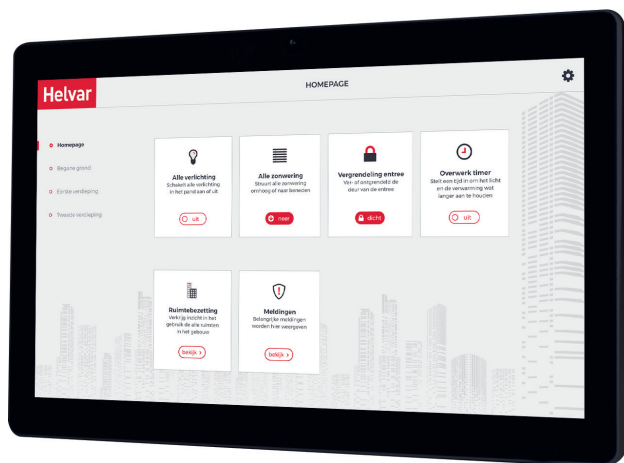 Helvar
HOMEPAGE
Homepage
Begane grond
Eerste verdieping
Tweede verdieping
Alle verlichting
Schakelt alle verlichting
in het pand aan of uit
uit
Alle zonwering
Stuurt alle zonwering
omhoog of naar beneden
neer
Vergrendeling entree
Ver- of ontgrendeld de
deur van de entree
dicht
Overwerk timer
Stelt een tijd in om het licht
en de verwarming wat
langer aan te houden
uit
Ruimtebezetting
Verkrijg inzicht in het
gebruik de alle ruimten
in het gebouw
bekijk >
Meldingen
Belangrijke meldingen
worden hier weergeven
bekijk >